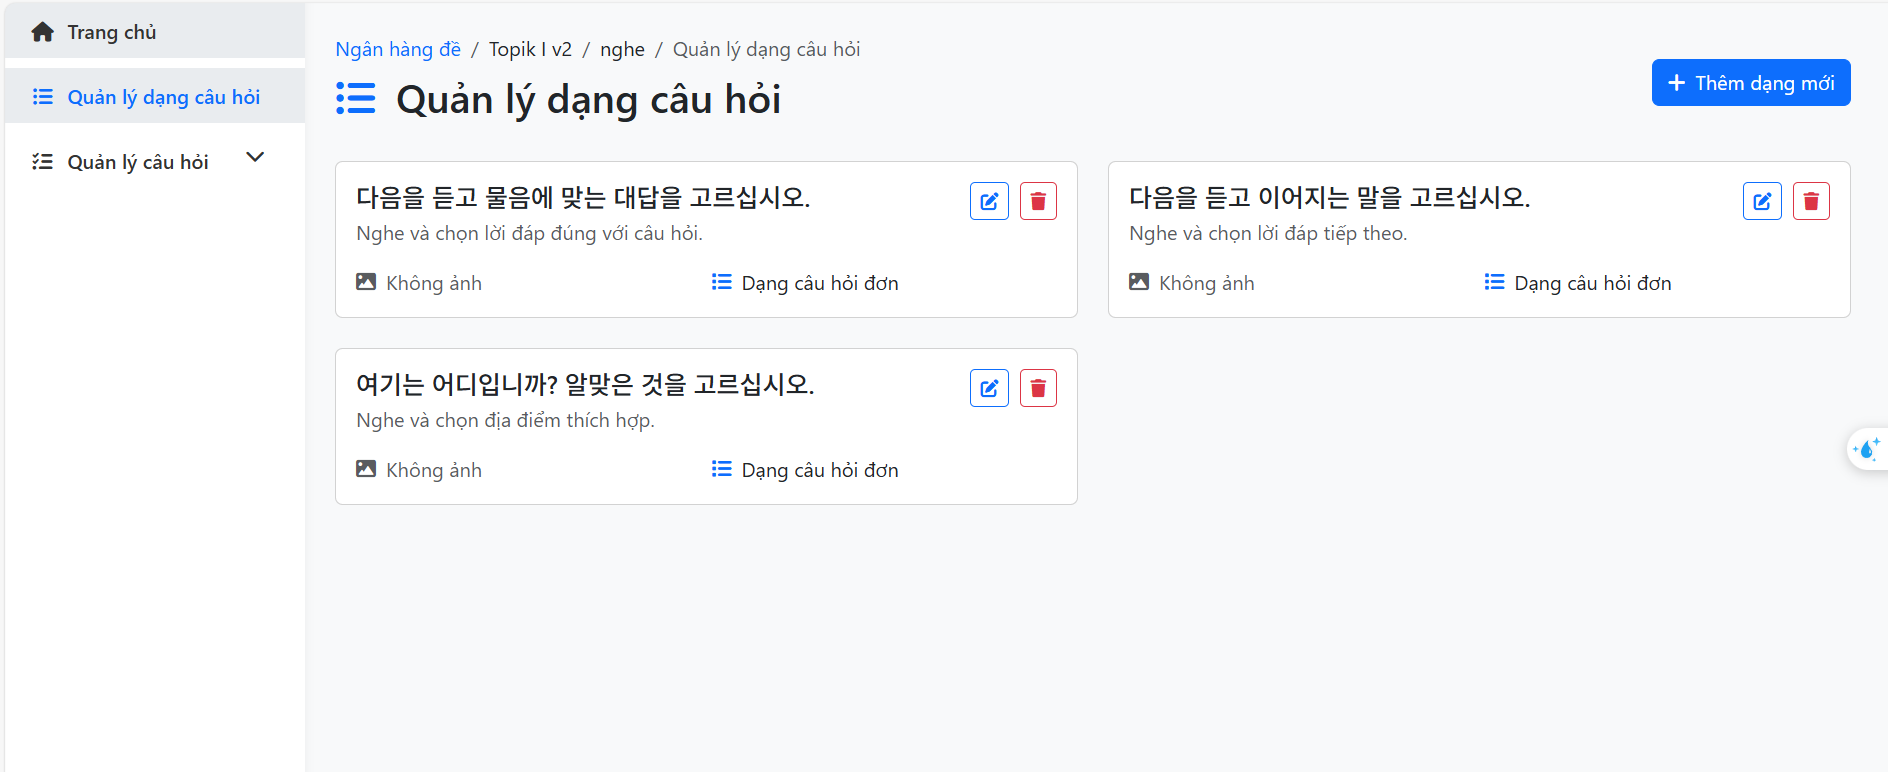 Trang chủ
Quản lý dạng câu hỏi
Quản lý câu hỏi
Ngân hàng đề / Topik I v2 / nghe / Quản lý dạng câu hỏi
Quản lý dạng câu hỏi
Thêm dạng mới
다음을 듣고 물음에 맞는 대답을 고르십시오.
Nghe và chọn lời đáp đúng với câu hỏi.
Không ảnh
Dạng câu hỏi đơn
다음을 듣고 이어지는 말을 고르십시오.
Nghe và chọn lời đáp tiếp theo.
Không ảnh
Dạng câu hỏi đơn
여기는 어디입니까? 알맞은 것을 고르십시오.
Nghe và chọn địa điểm thích hợp.
Không ảnh
Dạng câu hỏi đơn